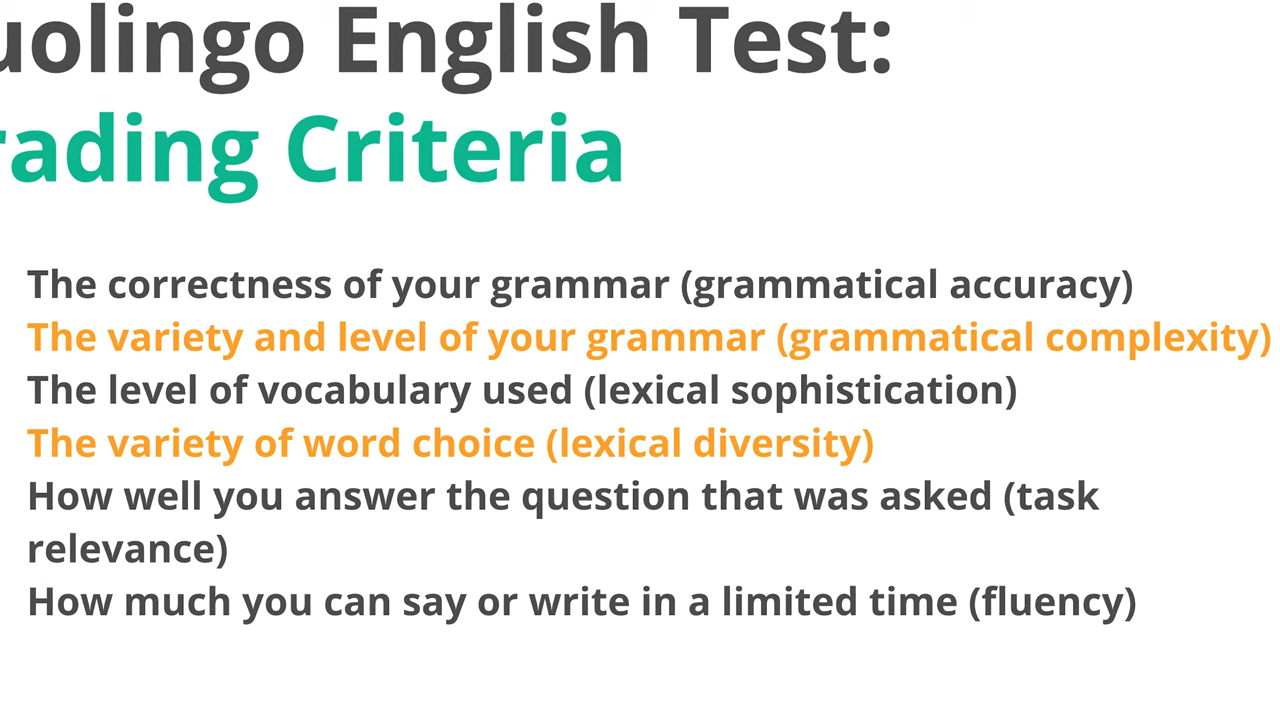 uolingo English Test:
rading Criteria
The correctness of your grammar (grammatical accuracy)
The variety and level of your grammar (grammatical complexity)
The level of vocabulary used (lexical sophistication)
The variety of word choice (lexical diversity)
How well you answer the question that was asked (task
relevance)
How much you can say or write in a limited time (fluency)